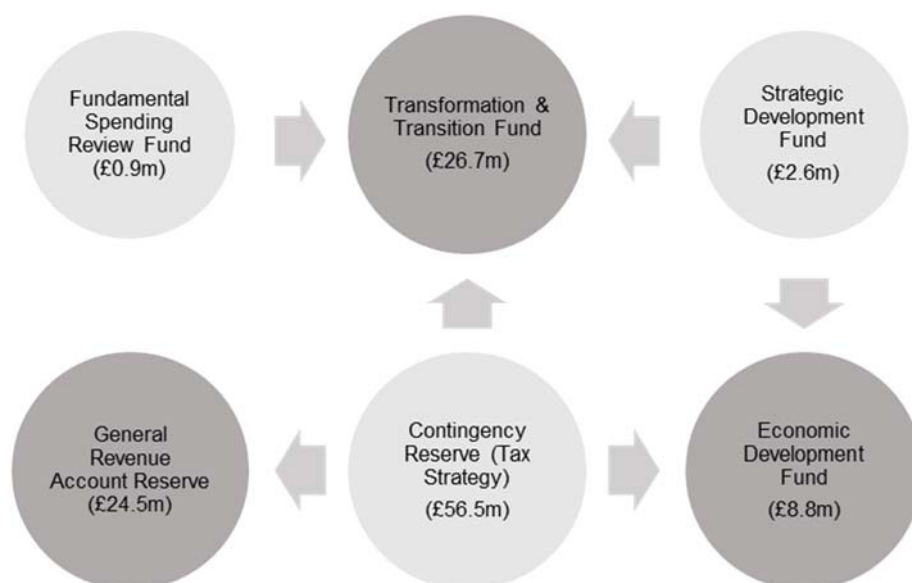 Fundamental
Spending
Review Fund
(£0.9m)
Transformation &
Transition Fund
(£26.7m)
Strategic
Development
Fund
(£2.6m)
General
Revenue
Account Reserve
(£24.5m)
Contingency
Reserve (Tax
Strategy)
(£56.5m)
Economic
Development
Fund
(£8.8m)